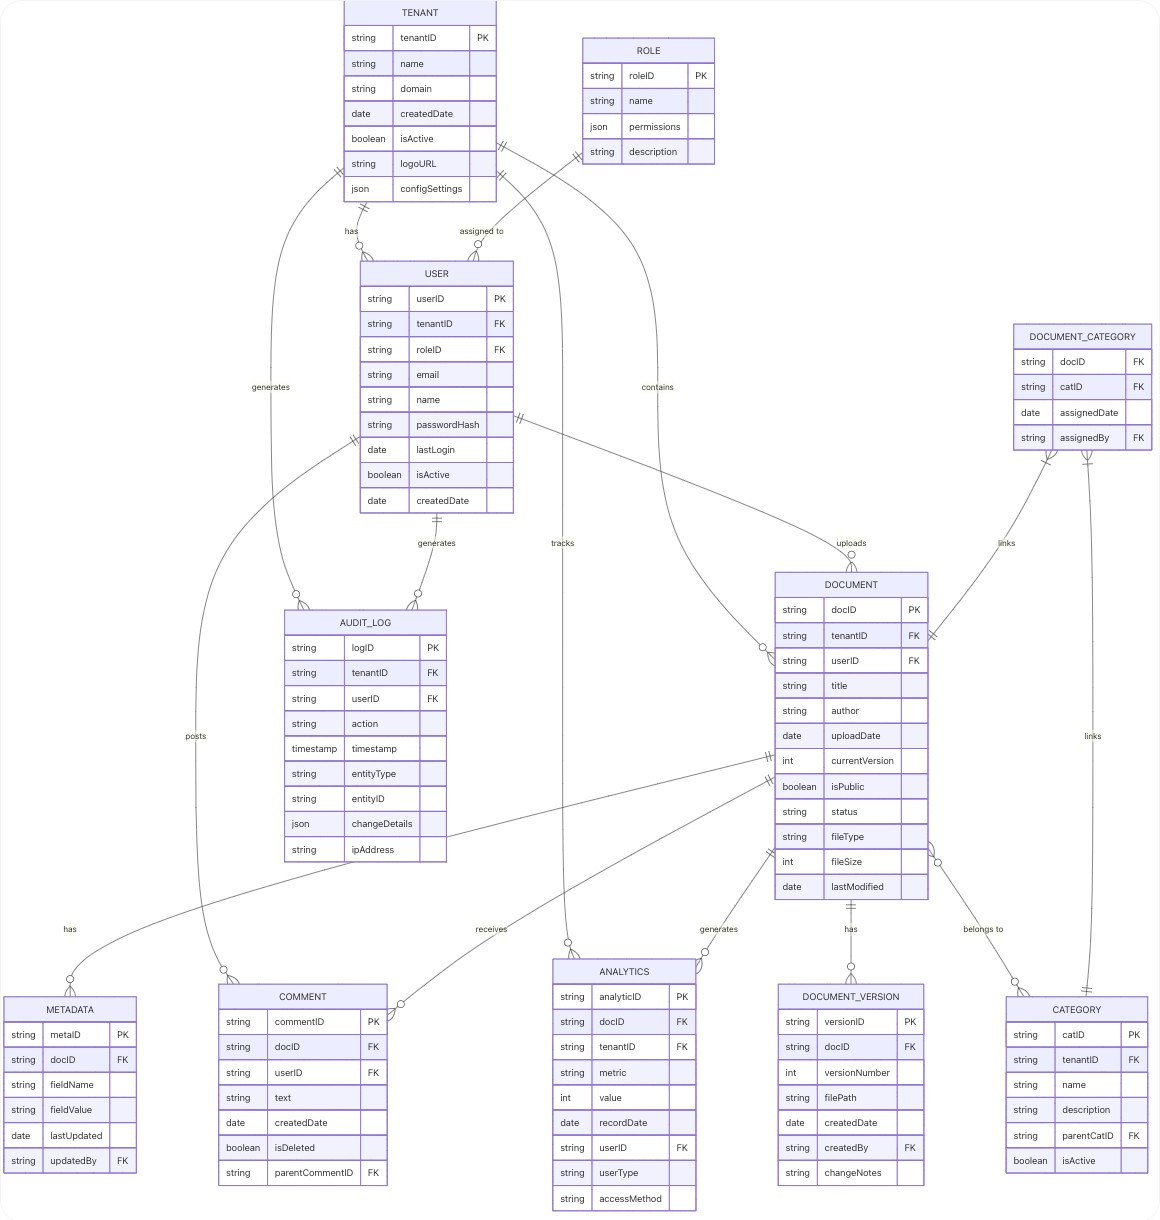 TENANT
string tenantID PK
string name
string domain
date createdDate
boolean isActive
string logoURL
json configSettings
ROLE
string roleID PK
string name
json permissions
string description
has
assigned to
USER
string userID PK
string tenantID FK
string roleID FK
string email
string name
string passwordHash
date lastLogin
boolean isActive
date createdDate
DOCUMENT_CATEGORY
string docID FK
string catID FK
date assignedDate
string assignedBy FK
generates
contains
generates
tracks
uploads
links
AUDIT_LOG
string logID PK
string tenantID FK
string userID FK
string action
timestamp timestamp
string entityType
string entityID
json changeDetails
string ipAddress
DOCUMENT
string docID PK
string tenantID FK
string userID FK
string title
string author
date uploadDate
int currentVersion
boolean isPublic
string status
string fileType
int fileSize
date lastModified
posts
links
has
receives
generates
has
belongs to
METADATA
string metaID PK
string docID FK
string fieldName
string fieldValue
date lastUpdated
string updatedBy FK
COMMENT
string commentID PK
string docID FK
string userID FK
string text
date createdDate
boolean isDeleted
string parentCommentID FK
ANALYTICS
string analyticID PK
string docID FK
string tenantID FK
string metric
int value
date recordDate
string userID FK
string userType
string accessMethod
DOCUMENT_VERSION
string versionID PK
string docID FK
int versionNumber
string filePath
date createdDate
string createdBy FK
string changeNotes
CATEGORY
string catID PK
string tenantID FK
string name
string description
string parentCatID FK
boolean isActive